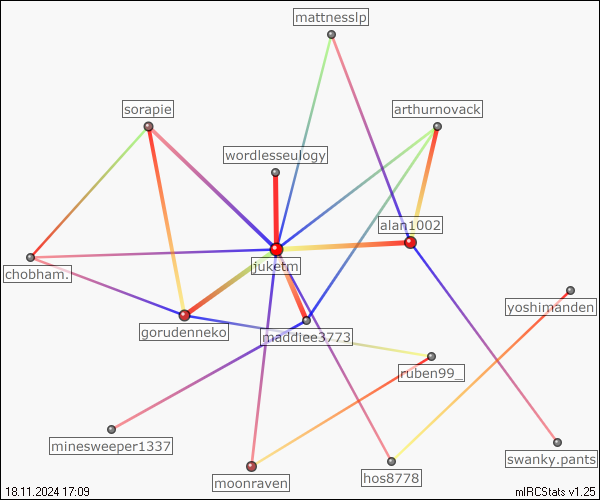 mattnesslp
sorapie
arthurnovack
wordlesseulogy
alan1002
juketm
chobham.
yoshimanden
gorudenneko
maddiee3773
ruben99_
minesweeper1337
swanky.pants
hos8778
moonraven
18.11.2024 17:09
mIRCStats v1.25